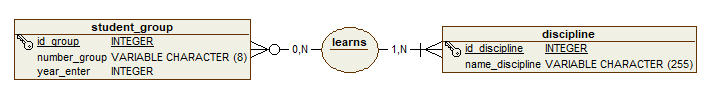 student_group
id_group INTEGER
number_group VARIABLE CHARACTER (8)
year_enter INTEGER
0,N
learns
1,N
discipline
id_discipline INTEGER
name_discipline VARIABLE CHARACTER (255)